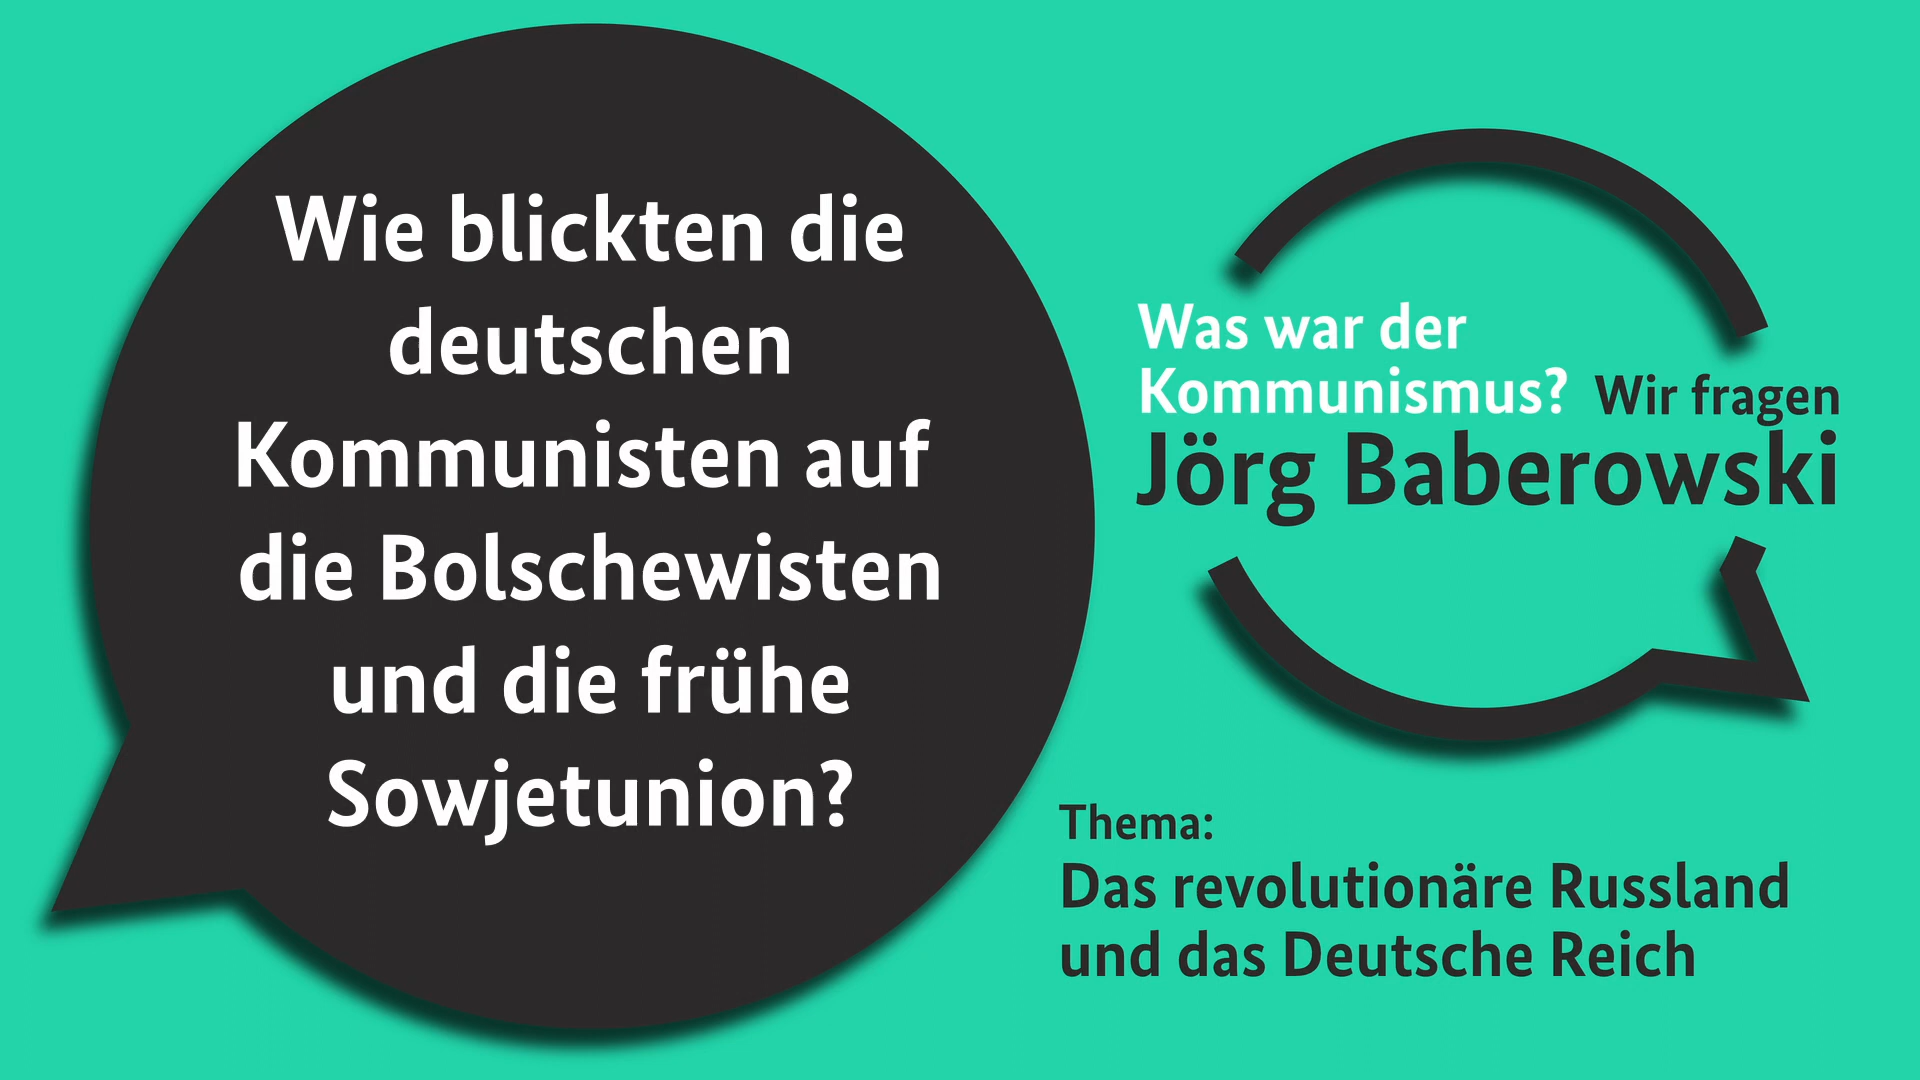 Wie blickten die
deutschen
Kommunisten auf
die Bolschewisten
und die frühe
Sowjetunion?
Was war der
Kommunismus? Wir fragen
Jörg Baberowski
Thema:
Das revolutionäre Russland
und das Deutsche Reich